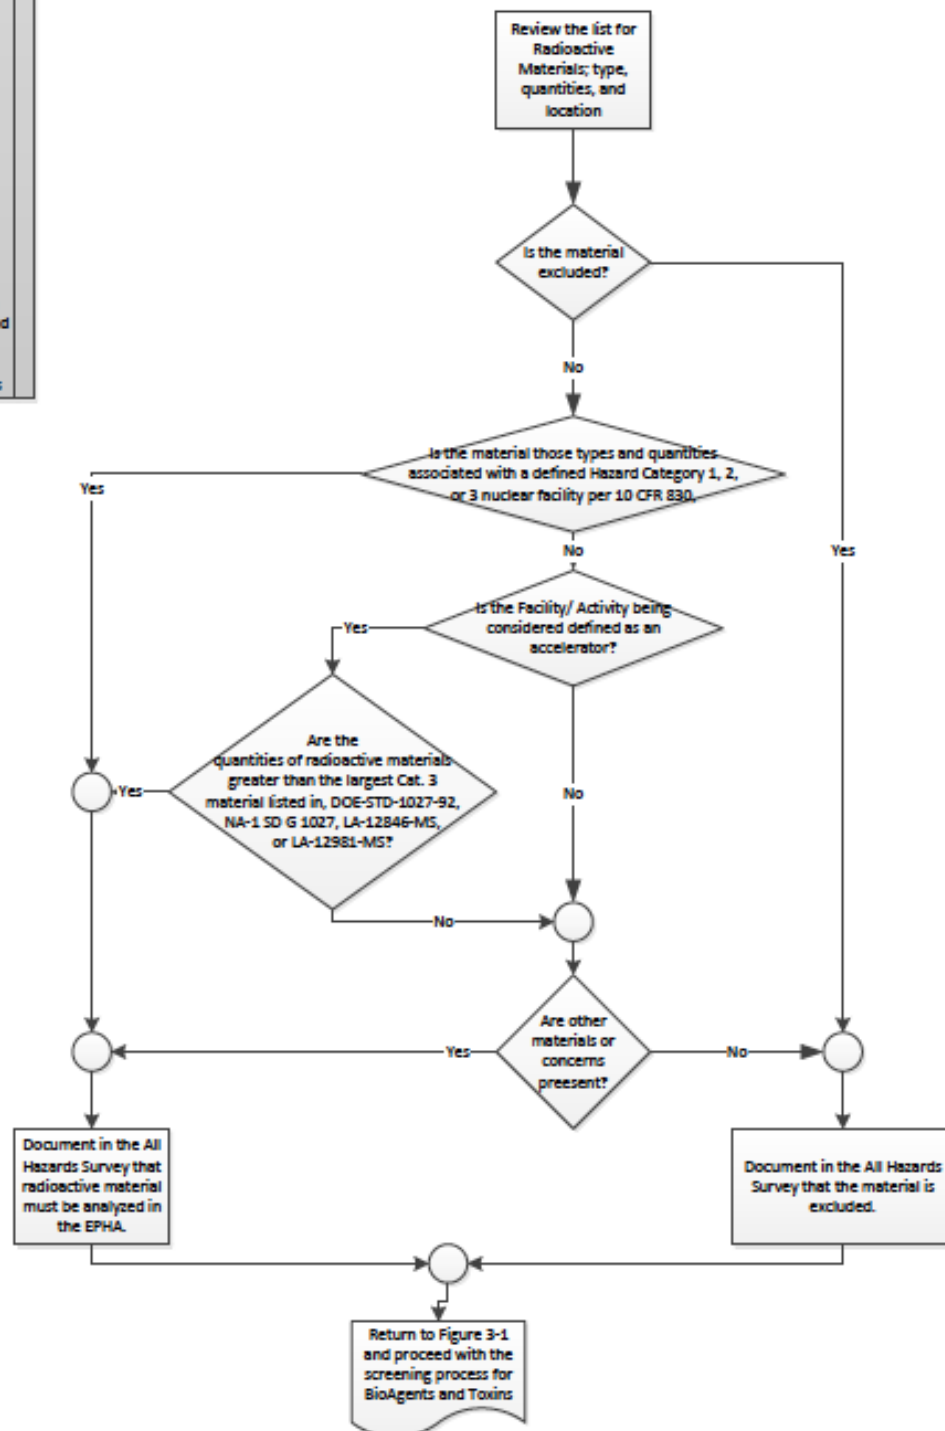 Review the list for
Radioactive
Materials; type,
quantities, and
location
Is the material
excluded?
No
d
s
Is the material those types and quantities
associated with a defined Hazard Category 1, 2,
or 3 nuclear facility per 10 CFR 830.
Yes
No
Yes
Is the Facility/ Activity being
considered defined as an
accelerator?
Yes
Are the
quantities of radioactive materials
greater than the largest Cat. 3
material listed in, DOE-STD-1027-92,
NA-1 SD G 1027, LA-12846-MS,
or LA-12981-MS?
Yes
No
No
Are other
materials or
concerns
preesent?
Yes
No
Document in the All
Hazards Survey that
radioactive material
must be analyzed in
the EPHA.
Document in the All Hazards
Survey that the material is
excluded.
Return to Figure 3-1
and proceed with the
screening process for
BioAgents and Toxins